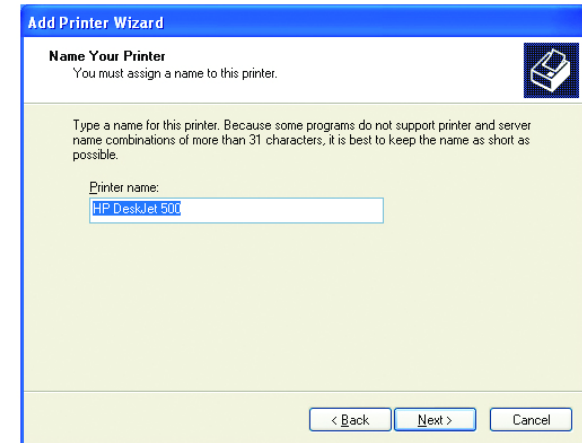 Add Printer Wizard
Name Your Printer
You must assign a name to this printer.
Type a name for this printer. Because some programs do not support printer and server
name combinations of more than 31 characters, it is best to keep the name as short as
possible.
Printer name:
HP DeskJet 500
< Back
Next >
Cancel